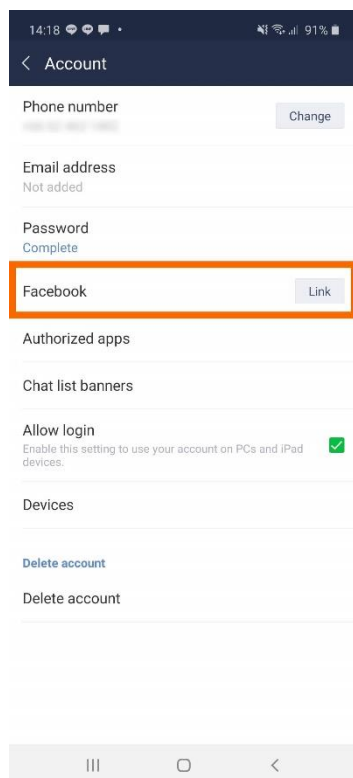 14:18 91%
Account
Phone number
Change
Email address
Not added
Password
Complete
Facebook
Link
Authorized apps
Chat list banners
Allow login
Enable this setting to use your account on PCs and iPad
devices.
Devices
Delete account
Delete account